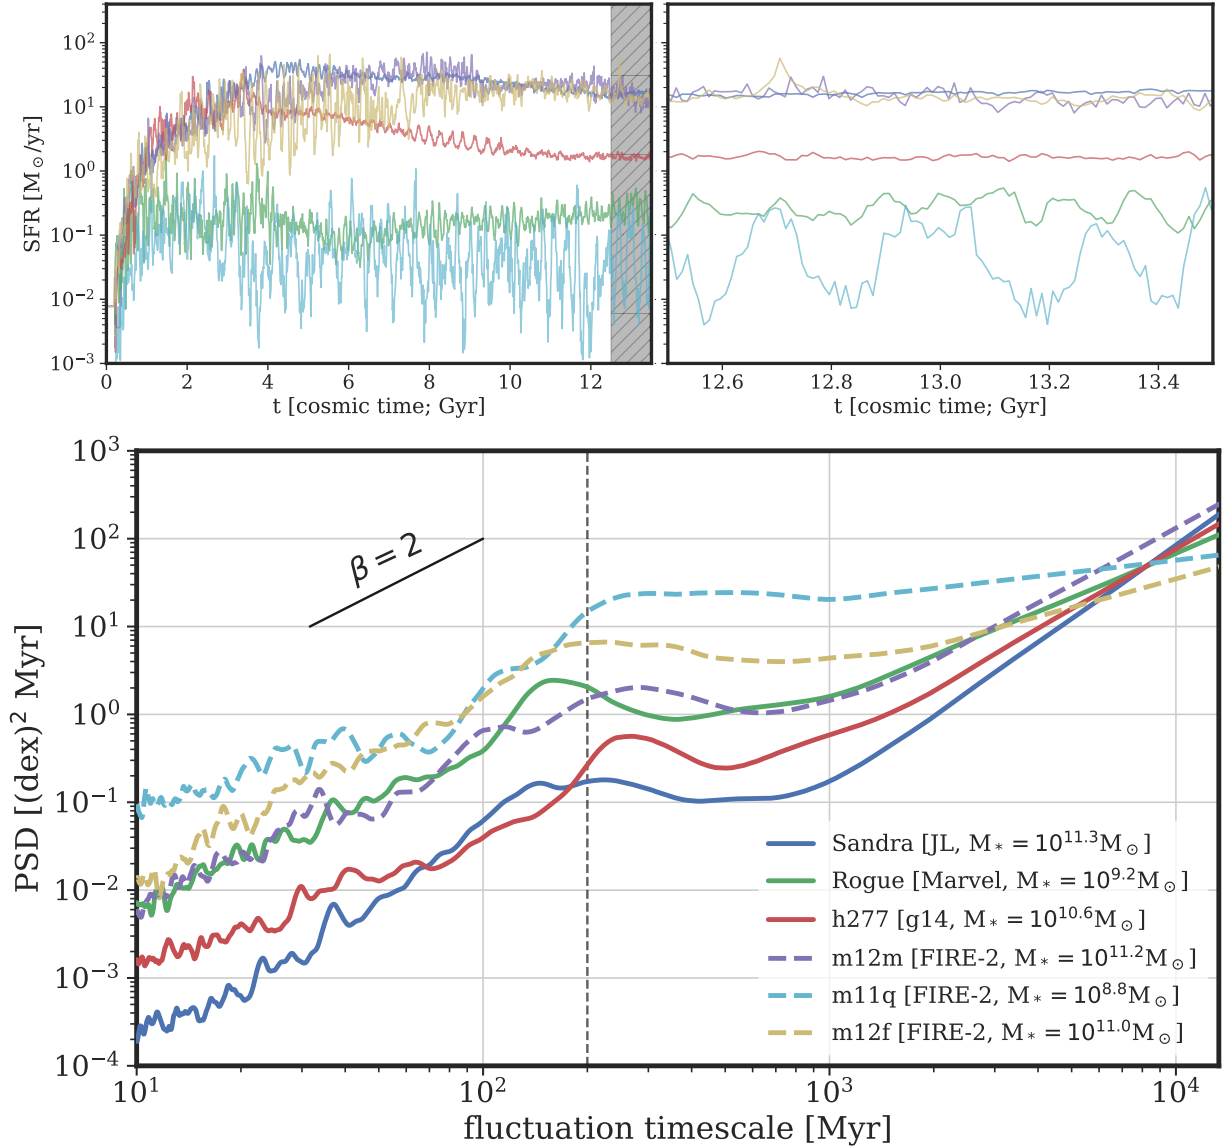 SFR [M⊙/yr]
10²
10¹
10⁰
10⁻¹
10⁻²
10⁻³
0 2 4 6 8 10 12
t [cosmic time; Gyr]
12.6 12.8 13.0 13.2 13.4
t [cosmic time; Gyr]
PSD [(dex)² Myr]
10³
10²
10¹
10⁰
10⁻¹
10⁻²
10⁻³
10⁻⁴
β = 2
Sandra [JL, M* = 10^11.3 M⊙]
Rogue [Marvel, M* = 10^9.2 M⊙]
h277 [g14, M* = 10^10.6 M⊙]
m12m [FIRE-2, M* = 10^11.2 M⊙]
m11q [FIRE-2, M* = 10^8.8 M⊙]
m12f [FIRE-2, M* = 10^11.0 M⊙]
10¹ 10² 10³ 10⁴
fluctuation timescale [Myr]